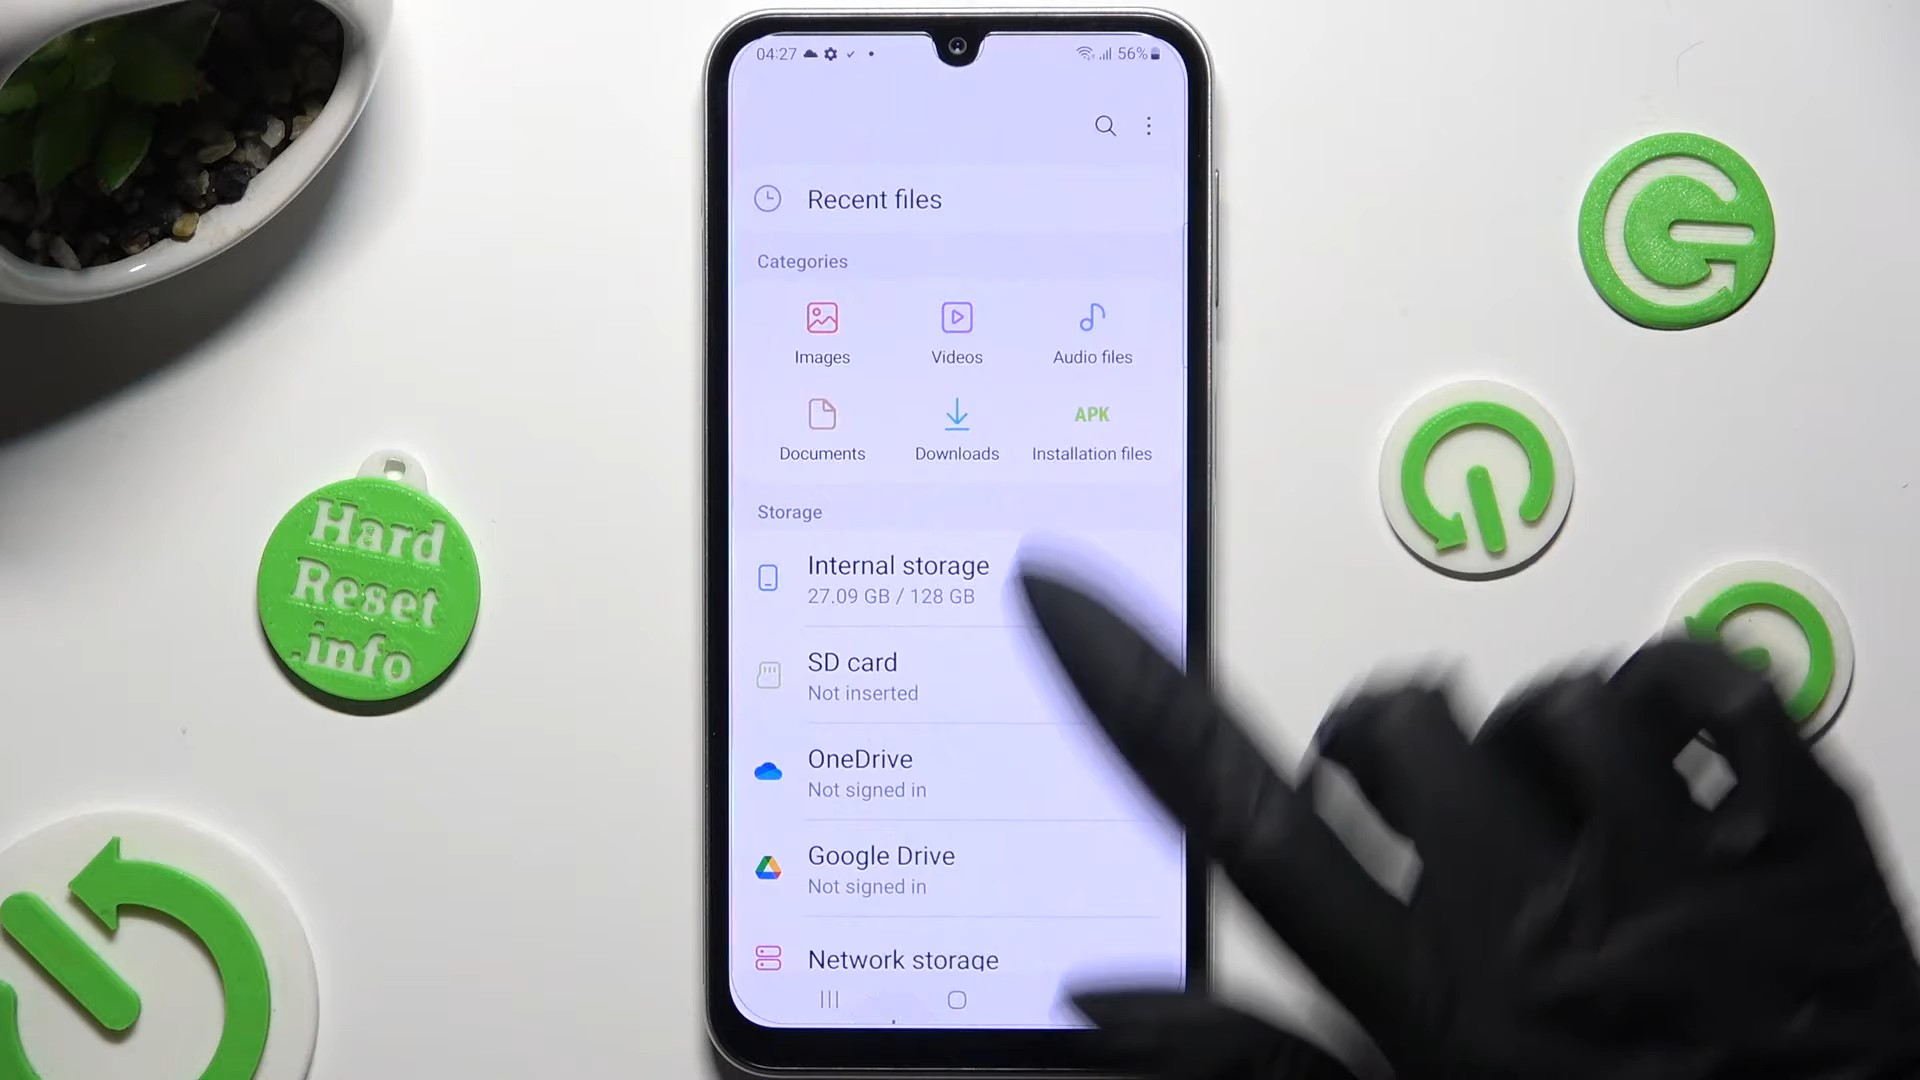 04:27
56%
Recent files
Categories
Images
Videos
Audio files
Documents
Downloads
APK
Installation files
Storage
Internal storage
27.09 GB / 128 GB
SD card
Not inserted
OneDrive
Not signed in
Google Drive
Not signed in
Network storage
Hard
Reset
.info